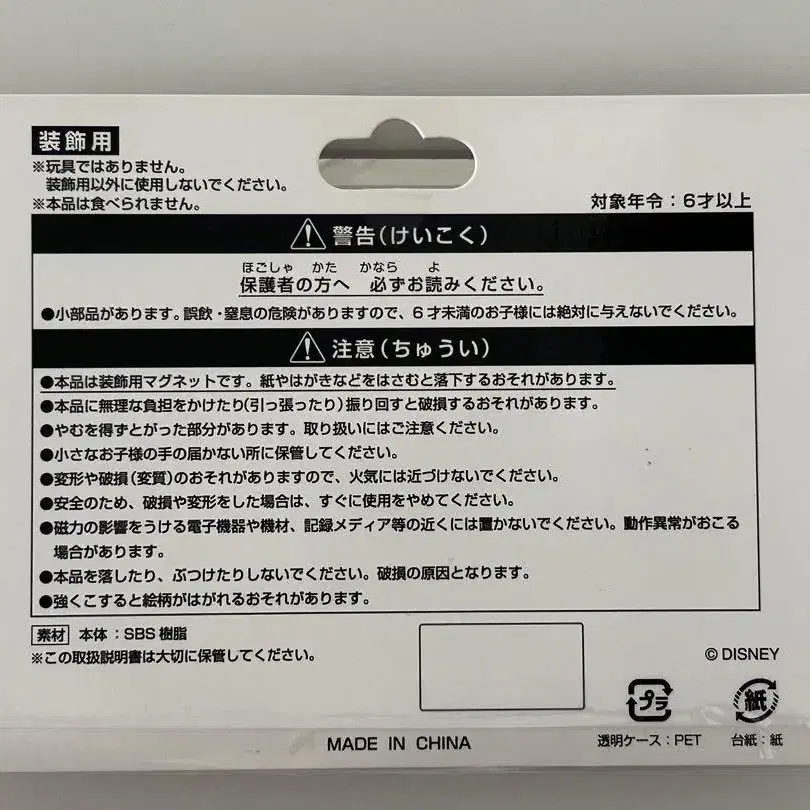 装飾用
※玩具ではありません。
装飾用以外に使用しないでください。
※本品は食べられません。
対象年令：6才以上
警告(けいこく)
ほごしゃ かた かなら よ
保護者の方へ 必ずお読みください。
●小部品があります。誤飲・窒息の危険がありますので、6才未満のお子様には絶対に与えないでください。
注意(ちゅうい)
●本品は装飾用マグネットです。紙やはがきなどをはさむと落下するおそれがあります。
●本品に無理な負担をかけたり(引っ張ったり)振り回すと破損するおそれがあります。
●やむを得ずとがった部分があります。取り扱いにはご注意ください。
●小さなお子様の手の届かない所に保管してください。
●変形や破損(変質)のおそれがありますので、火気には近づけないでください。
●安全のため、破損や変形をした場合は、すぐに使用をやめてください。
●磁力の影響をうける電子機器や機材、記録メディア等の近くには置かないでください。動作異常がおこる
場合があります。
●本品を落したり、ぶつけたりしないでください。破損の原因となります。
●強くこすると絵柄がはがれるおそれがあります。
素材 本体：SBS樹脂
※この取扱説明書は大切に保管してください。
© DISNEY
プラ
紙
MADE IN CHINA
透明ケース：PET
台紙：紙